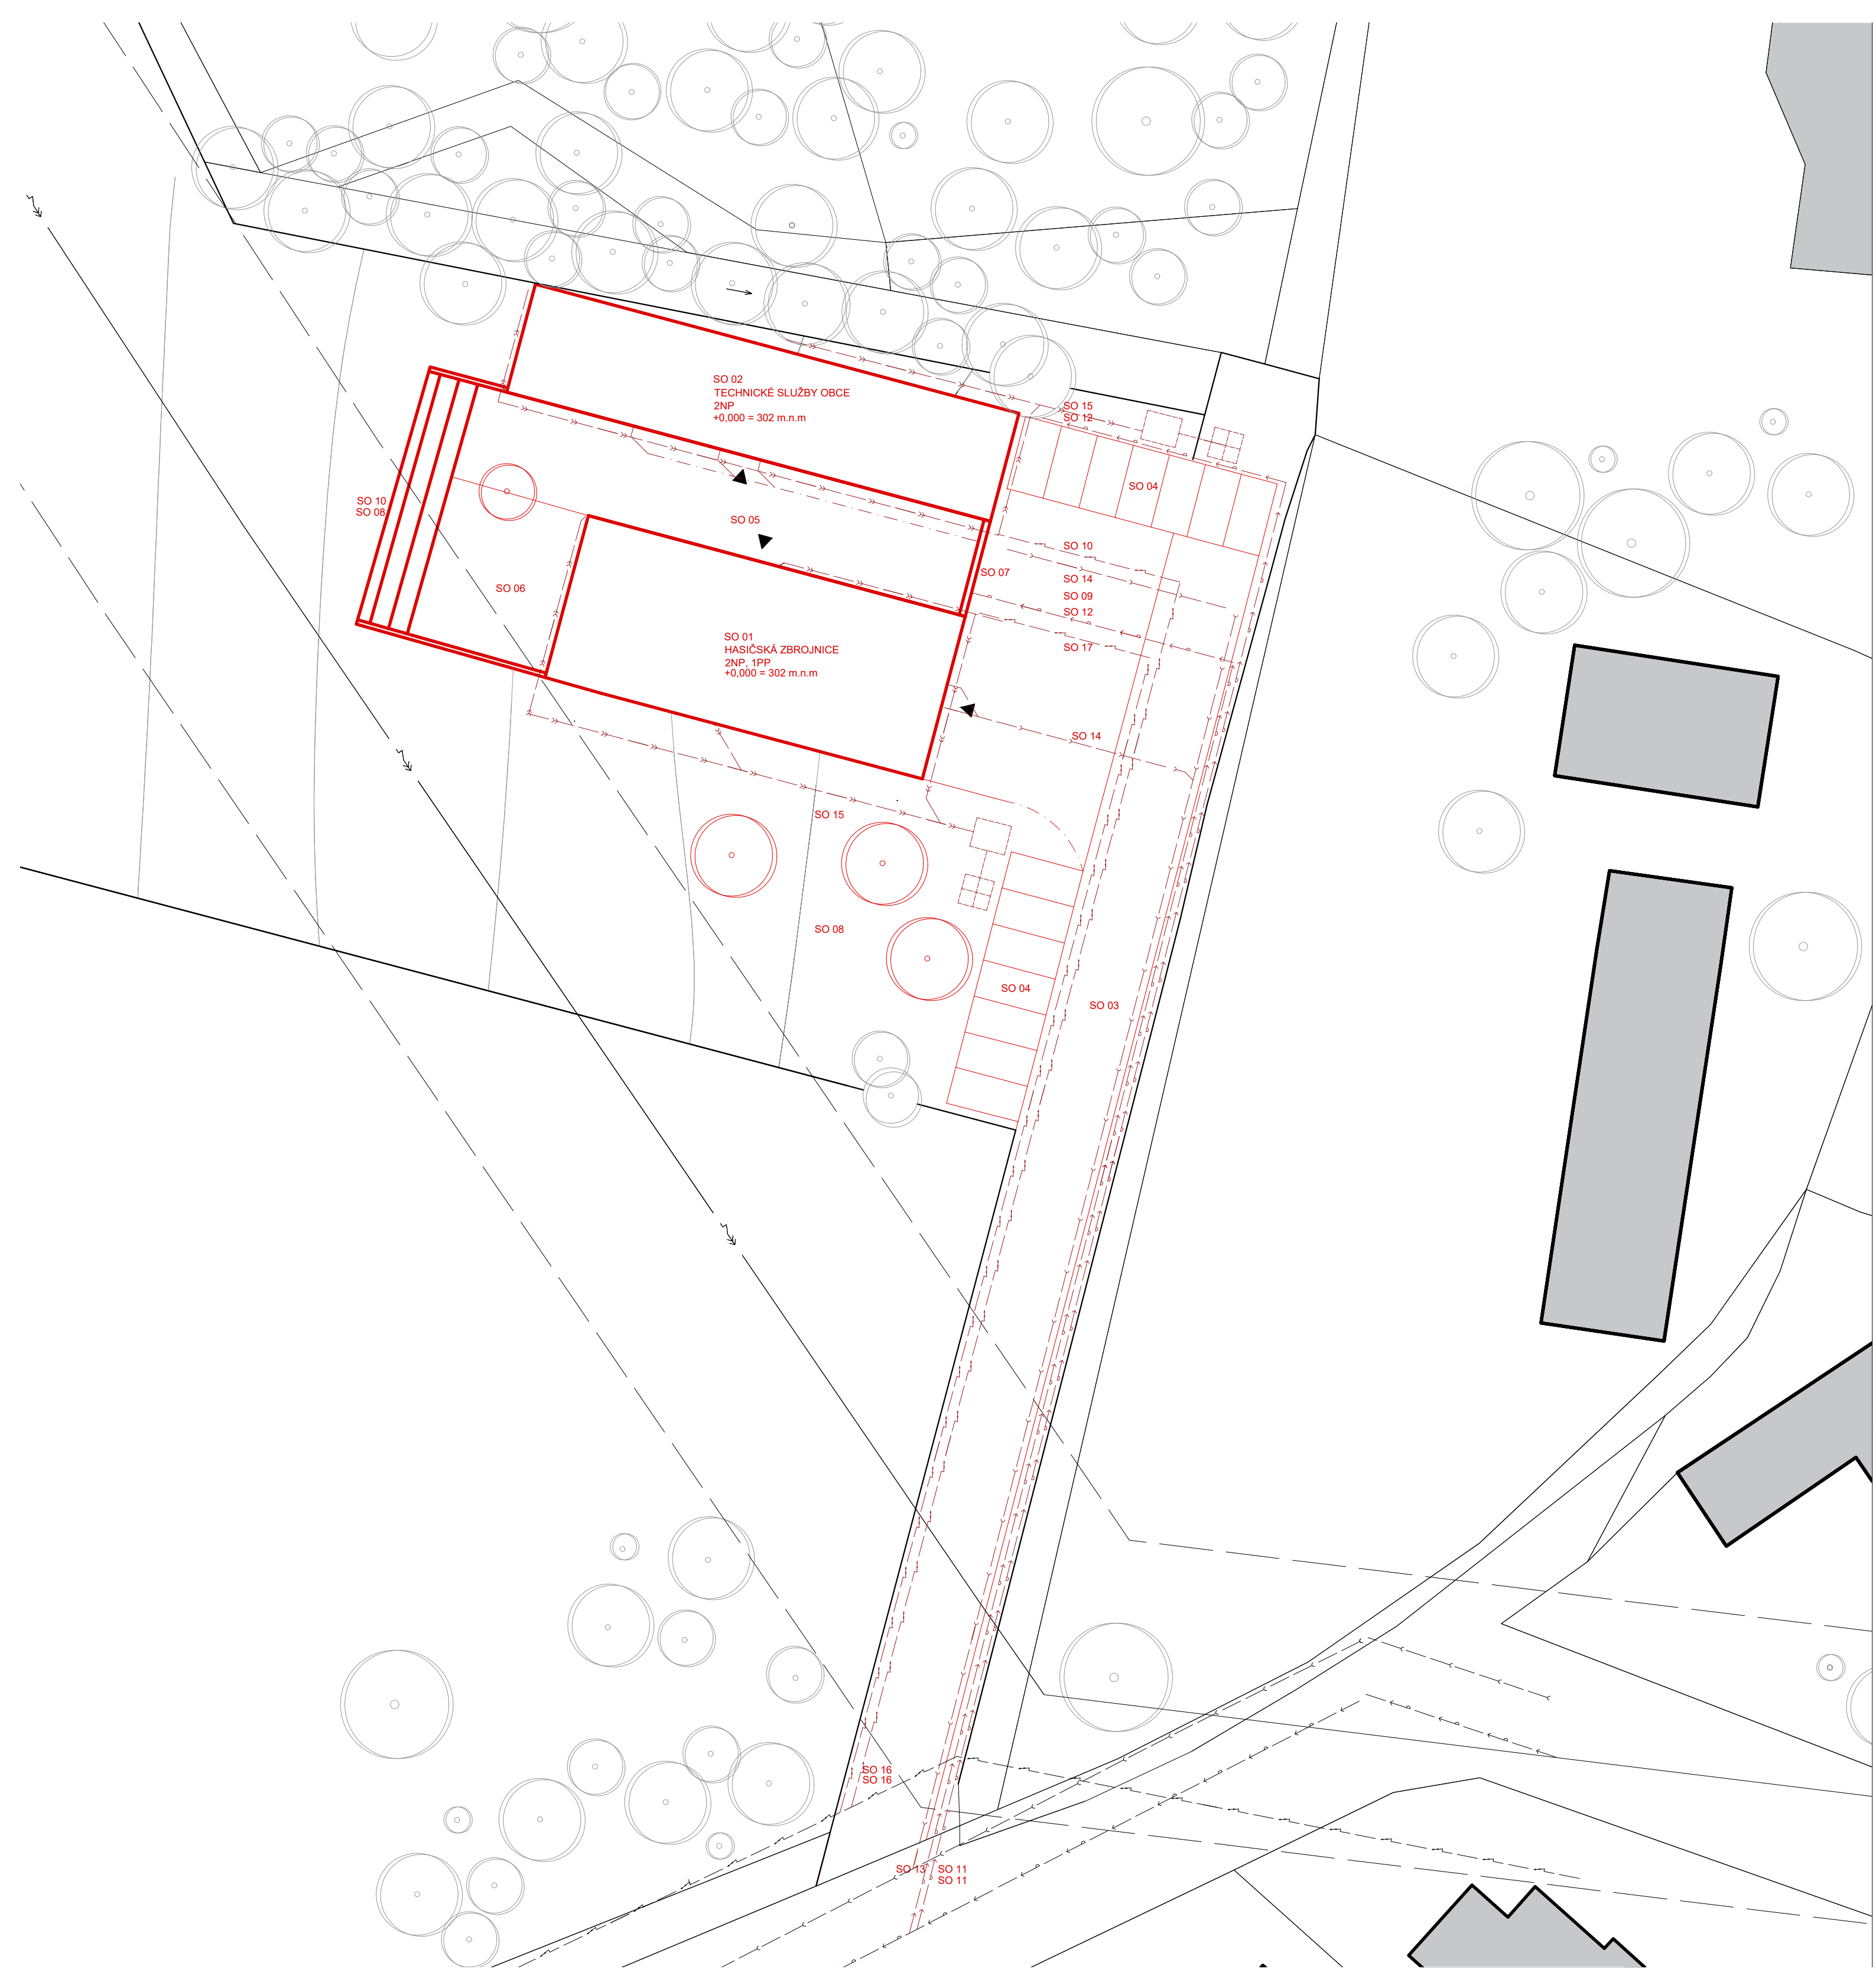 SO 02
TECHNICKÉ SLUŽBY OBCE
2NP
+0,000 = 302 m.n.m
SO 15
SO 12
SO 04
SO 10
SO 08
SO 05
SO 10
SO 07
SO 14
SO 06
SO 09
SO 12
SO 01
HASIČSKÁ ZBROJNICE
2NP, 1PP
+0,000 = 302 m.n.m
SO 17
SO 14
SO 15
SO 08
SO 04
SO 03
SO 16
SO 16
SO 13
SO 11
SO 11